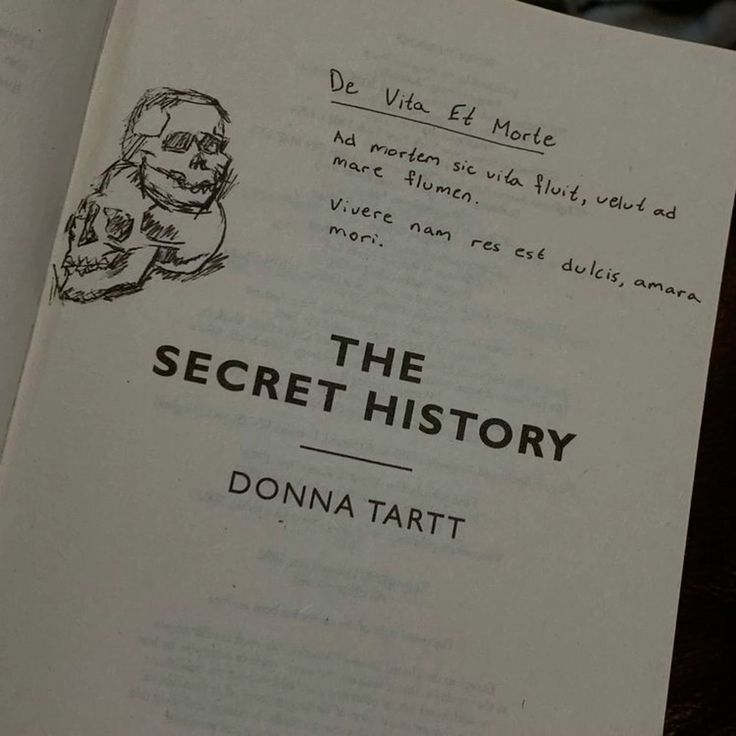 De Vita Et Morte
Ad mortem sic vita fluit, velut ad
mare flumen.
Vivere nam res est dulcis, amara
mori.
THE
SECRET HISTORY
DONNA TARTT